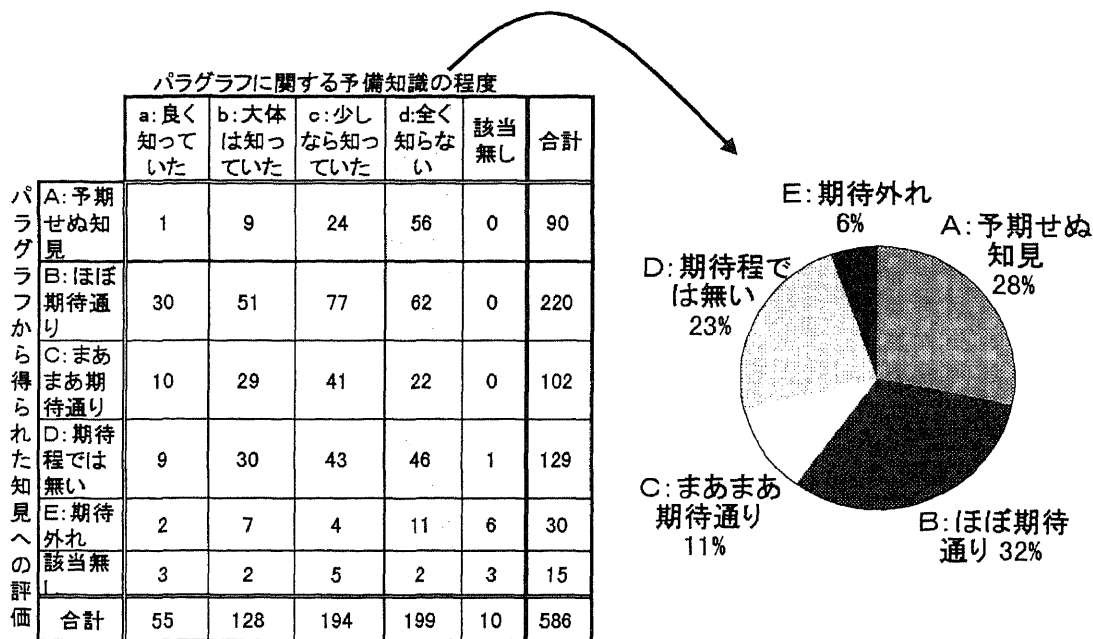 パラグラフに関する予備知識の程度
a:良く
知って
いた
b:大体
は知っ
ていた
c:少し
なら知っ
ていた
d:全く
知らな
い
該当
無し
合計
パラグラフから得られた知見への評価
A:予期
せぬ知
見
1
9
24
56
0
90
B:ほぼ
期待通
り
30
51
77
62
0
220
C:まあ
まあ期
待通り
10
29
41
22
0
102
D:期待
程では
無い
9
30
43
46
1
129
E:期待
外れ
2
7
4
11
6
30
該当無
し
3
2
5
2
3
15
合計
55
128
194
199
10
586
E:期待外れ
6%
A:予期せぬ
知見
28%
D:期待程で
は無い
23%
C:まあまあ
期待通り
11%
B:ほぼ期待
通り 32%